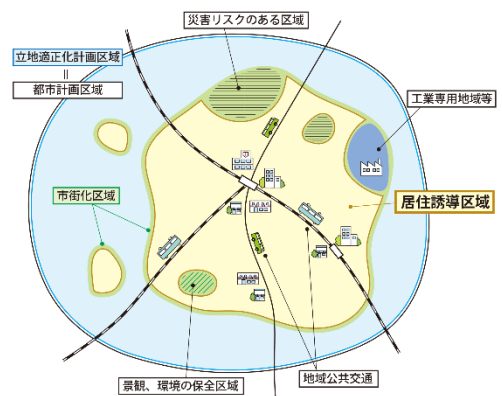 災害リスクのある区域
立地適正化計画区域
=
都市計画区域
工業専用地域等
居住誘導区域
市街化区域
景観、環境の保全区域
地域公共交通